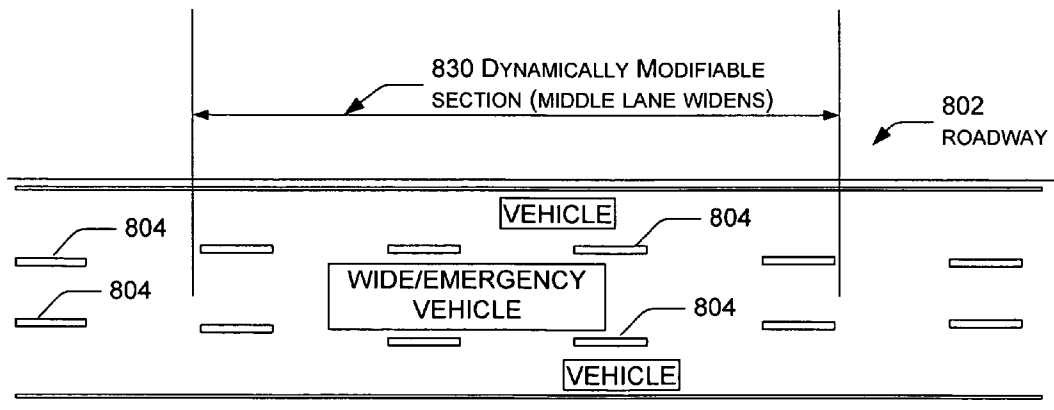 830 DYNAMICALLY MODIFIABLE
SECTION (MIDDLE LANE WIDENS)
802
ROADWAY
VEHICLE
804
804
WIDE/EMERGENCY
VEHICLE
804
804
VEHICLE